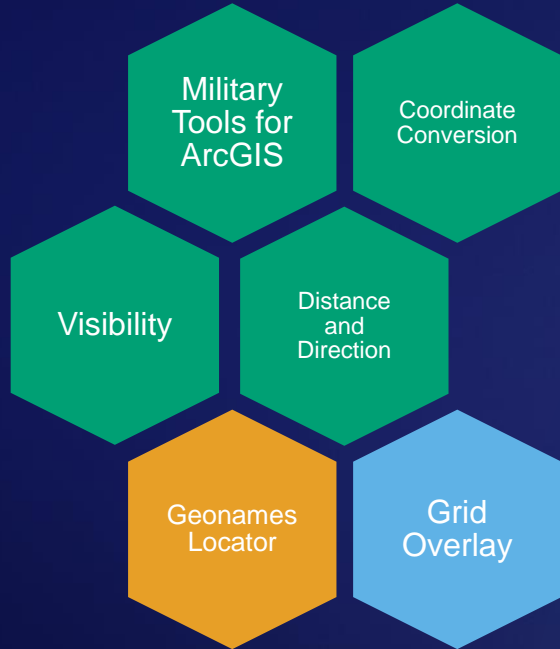 Military
Tools for
ArcGIS
Coordinate
Conversion
Visibility
Distance
and
Direction
Geonames
Locator
Grid
Overlay